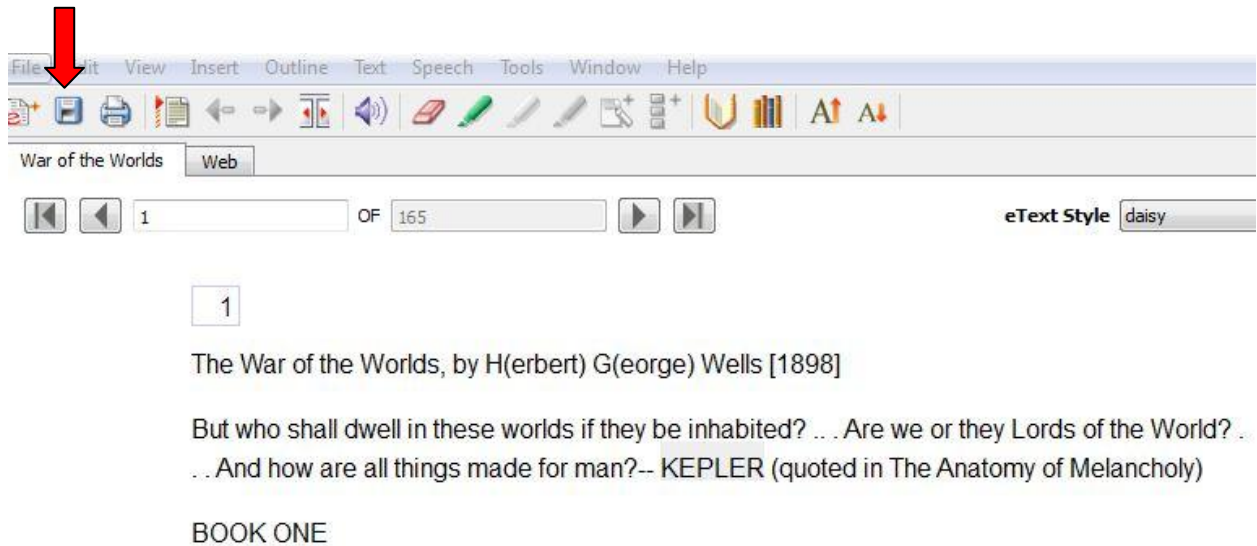 File Edit View Insert Outline Text Speech Tools Window Help
A A
War of the Worlds Web
1 OF 165 eText Style daisy
1
The War of the Worlds, by H(erbert) G(eorge) Wells [1898]
But who shall dwell in these worlds if they be inhabited? .. . Are we or they Lords of the World? .
. . And how are all things made for man?-- KEPLER (quoted in The Anatomy of Melancholy)
BOOK ONE